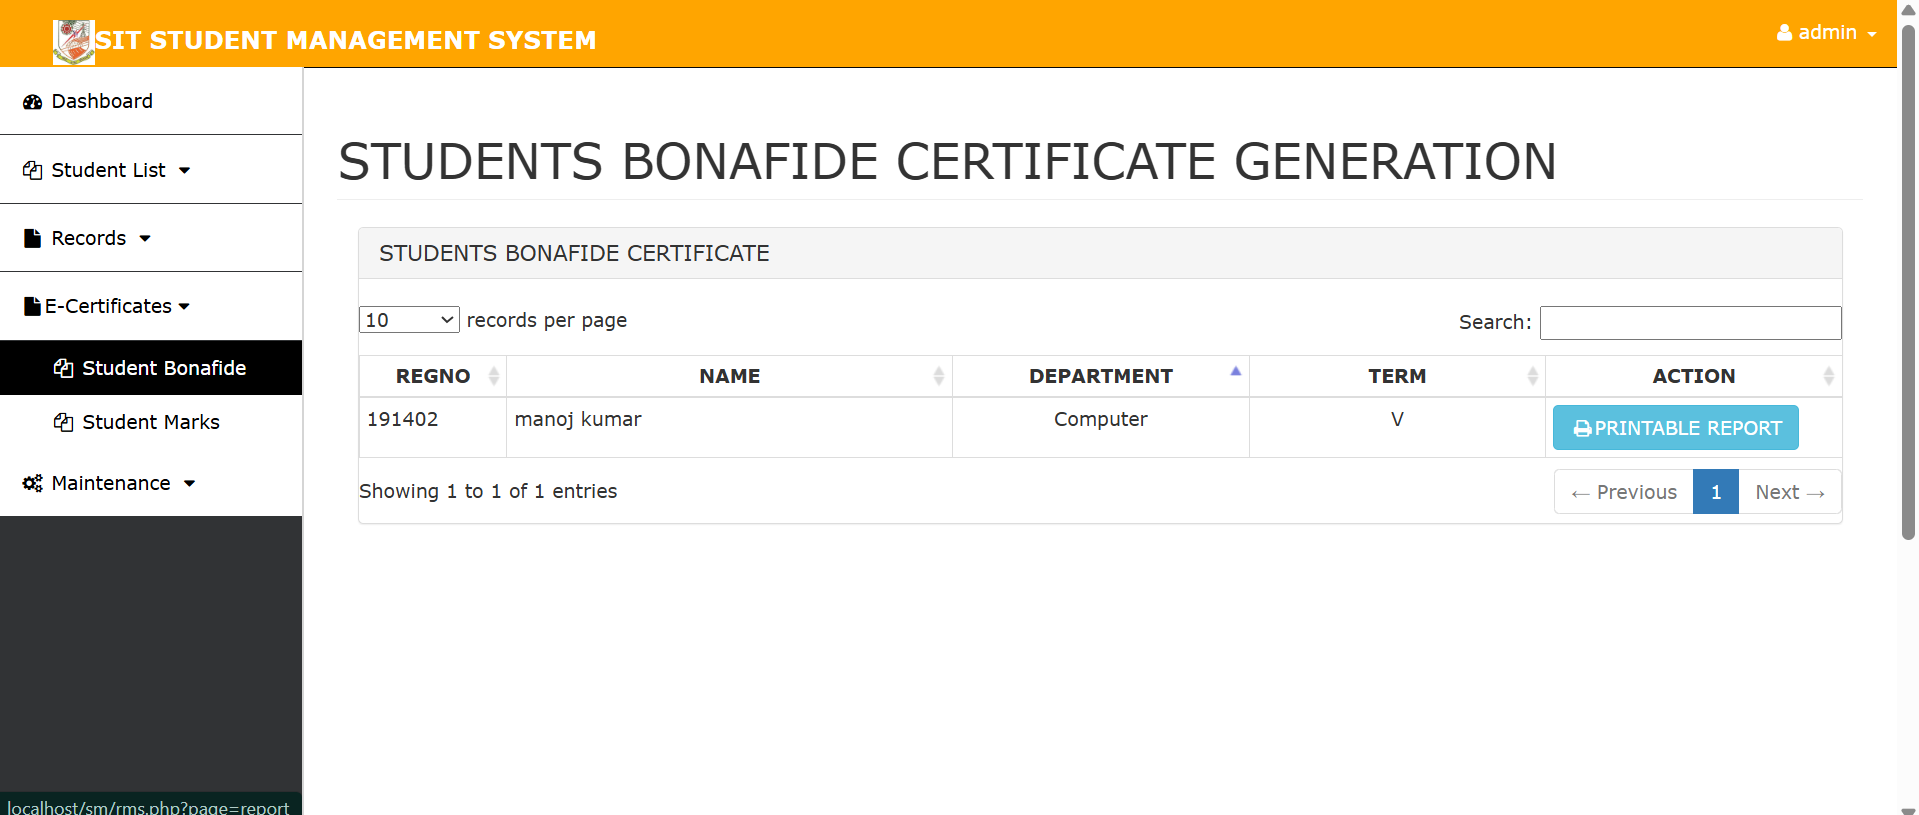 SIT STUDENT MANAGEMENT SYSTEM
admin
Dashboard
Student List
Records
E-Certificates
Student Bonafide
Student Marks
Maintenance
STUDENTS BONAFIDE CERTIFICATE GENERATION
STUDENTS BONAFIDE CERTIFICATE
10 records per page
Search:
REGNO NAME DEPARTMENT TERM ACTION
191402 manoj kumar Computer V PRINTABLE REPORT
Showing 1 to 1 of 1 entries
← Previous 1 Next →
localhost/sm/rms.php?page=report